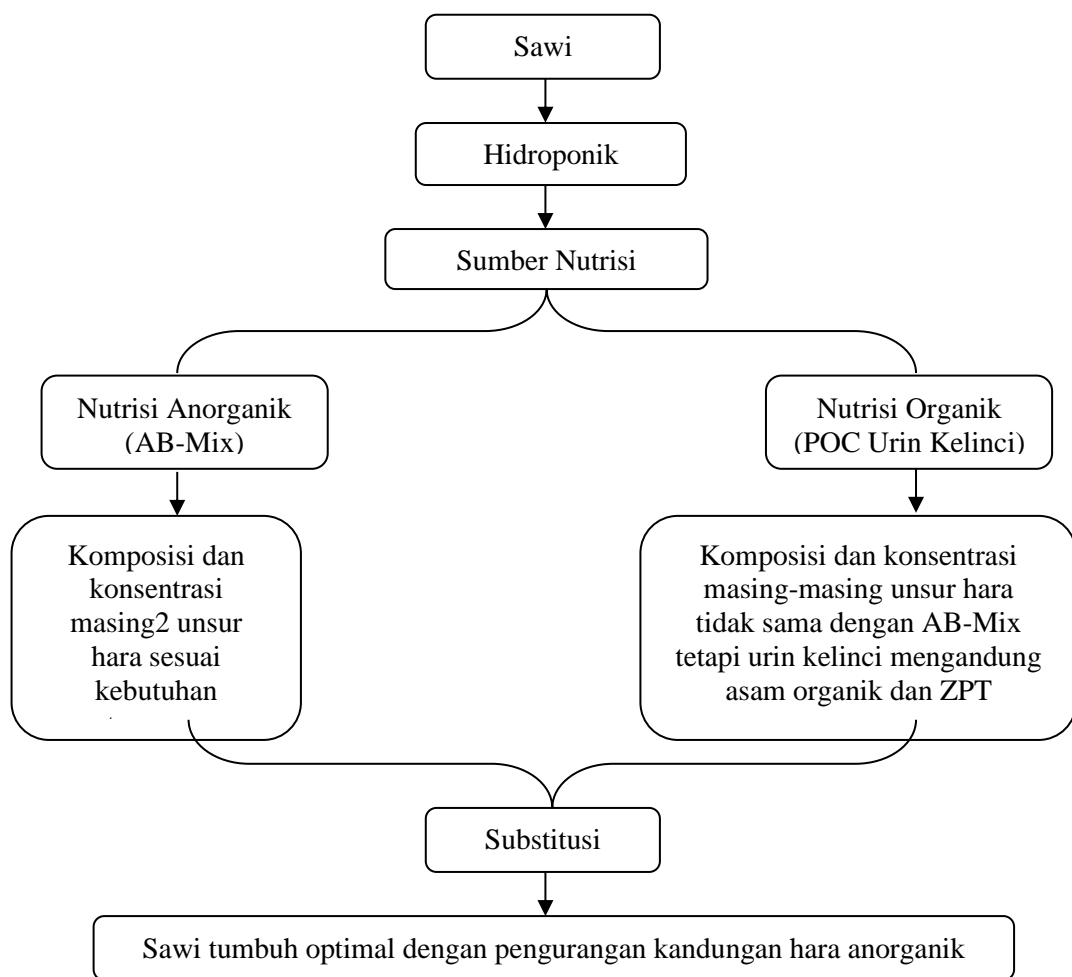 Sawi
Hidroponik
Sumber Nutrisi
Nutrisi Anorganik
(AB-Mix)
Nutrisi Organik
(POC Urin Kelinci)
Komposisi dan
konsentrasi
masing2 unsur
hara sesuai
kebutuhan
Komposisi dan konsentrasi
masing-masing unsur hara
tidak sama dengan AB-Mix
tetapi urin kelinci mengandung
asam organik dan ZPT
Substitusi
Sawi tumbuh optimal dengan pengurangan kandungan hara anorganik